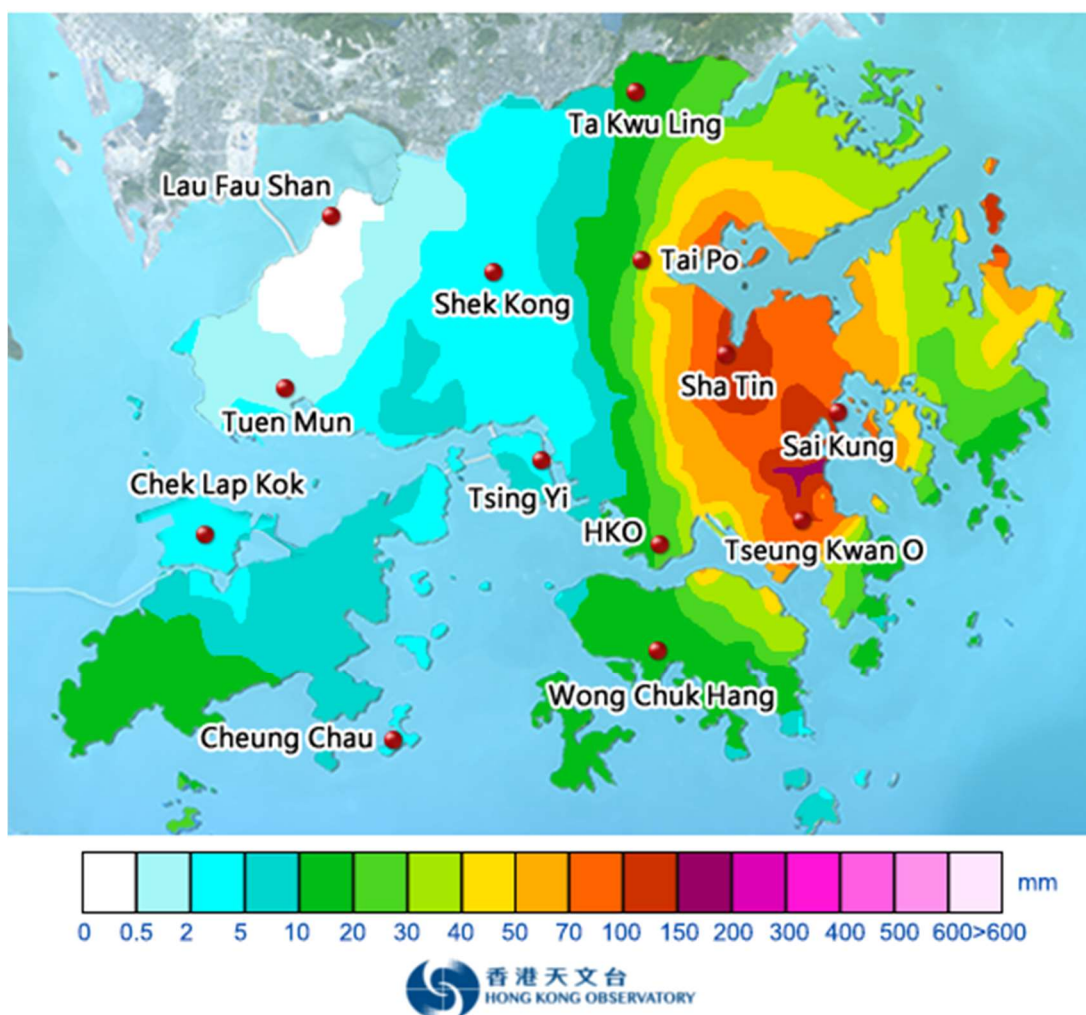 Ta Kwu Ling
Lau Fau Shan
Tai Po
Shek Kong
Sha Tin
Tuen Mun
Sai Kung
Chek Lap Kok
Tsing Yi
HKO
Tseung Kwan O
Wong Chuk Hang
Cheung Chau
mm
0 0.5 2 5 10 20 30 40 50 70 100 150 200 300 400 500 600>600
香港天文台
HONG KONG OBSERVATORY